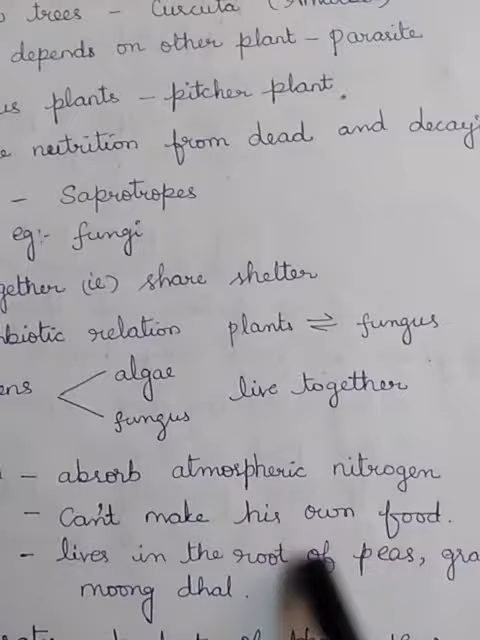 trees - Cuscuta
depends on other plant - parasite
plants - pitcher plant.
nutrition from dead and decayi
- Saprotropes
eg:- fungi
gether (ie) share shelter
biotic relation plants ⇌ fungus
ens < algae live together
fungus
- absorb atmospheric nitrogen
- Can't make his own food.
- lives in the root of peas, gra
moong dhal.